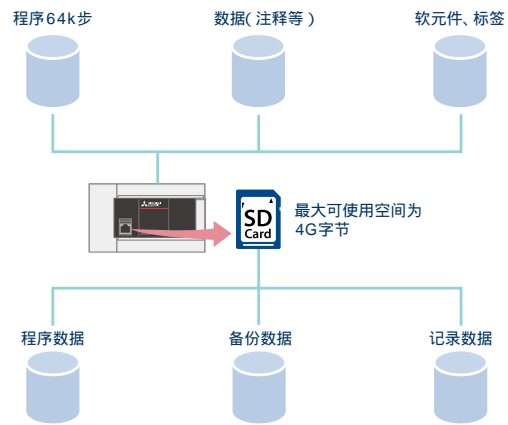 程序64k步
数据(注释等)
软元件、标签
SD
Card
最大可使用空间为
4G字节
程序数据
备份数据
记录数据